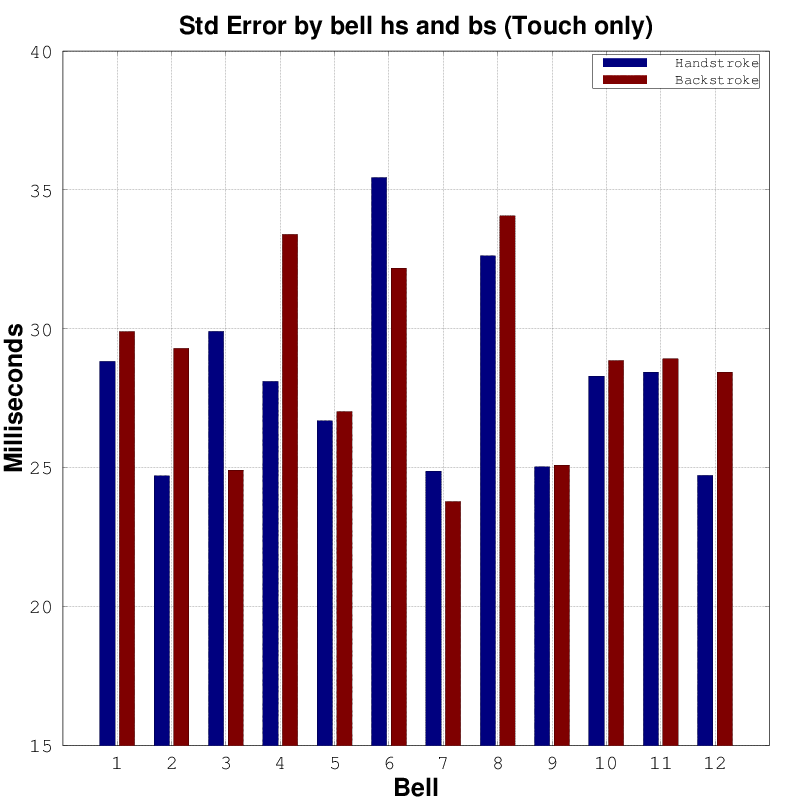 Std Error by bell hs and bs (Touch only)
Handstroke
Backstroke
40
35
30
25
20
15
Milliseconds
1 2 3 4 5 6 7 8 9 10 11 12
Bell